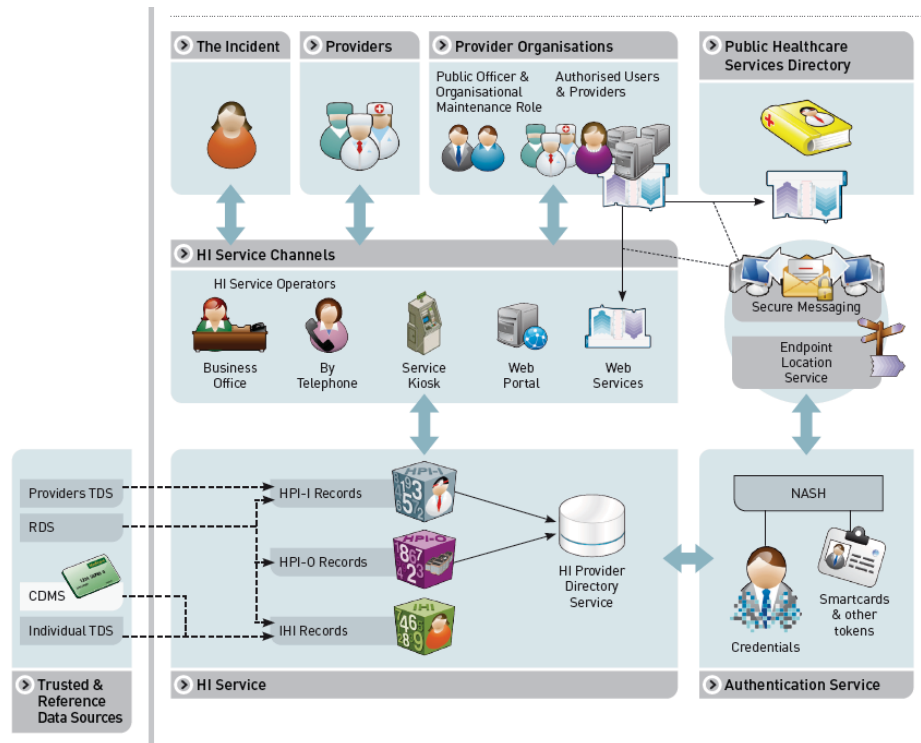 The Incident
Providers
Provider Organisations
Public Healthcare
Services Directory
Public Officer &
Organisational
Maintenance Role
Authorised Users
& Providers
HI Service Channels
HI Service Operators
Business
Office
By
Telephone
Service
Kiosk
Web
Portal
Web
Services
Secure Messaging
Endpoint
Location
Service
Providers TDS
RDS
CDMS
Individual TDS
Trusted &
Reference
Data Sources
HPI-I Records
HPI-I
HPI-O Records
HPI-O
IHI Records
IHI
HI Provider
Directory
Service
HI Service
NASH
Credentials
Smartcards
& other
tokens
Authentication Service